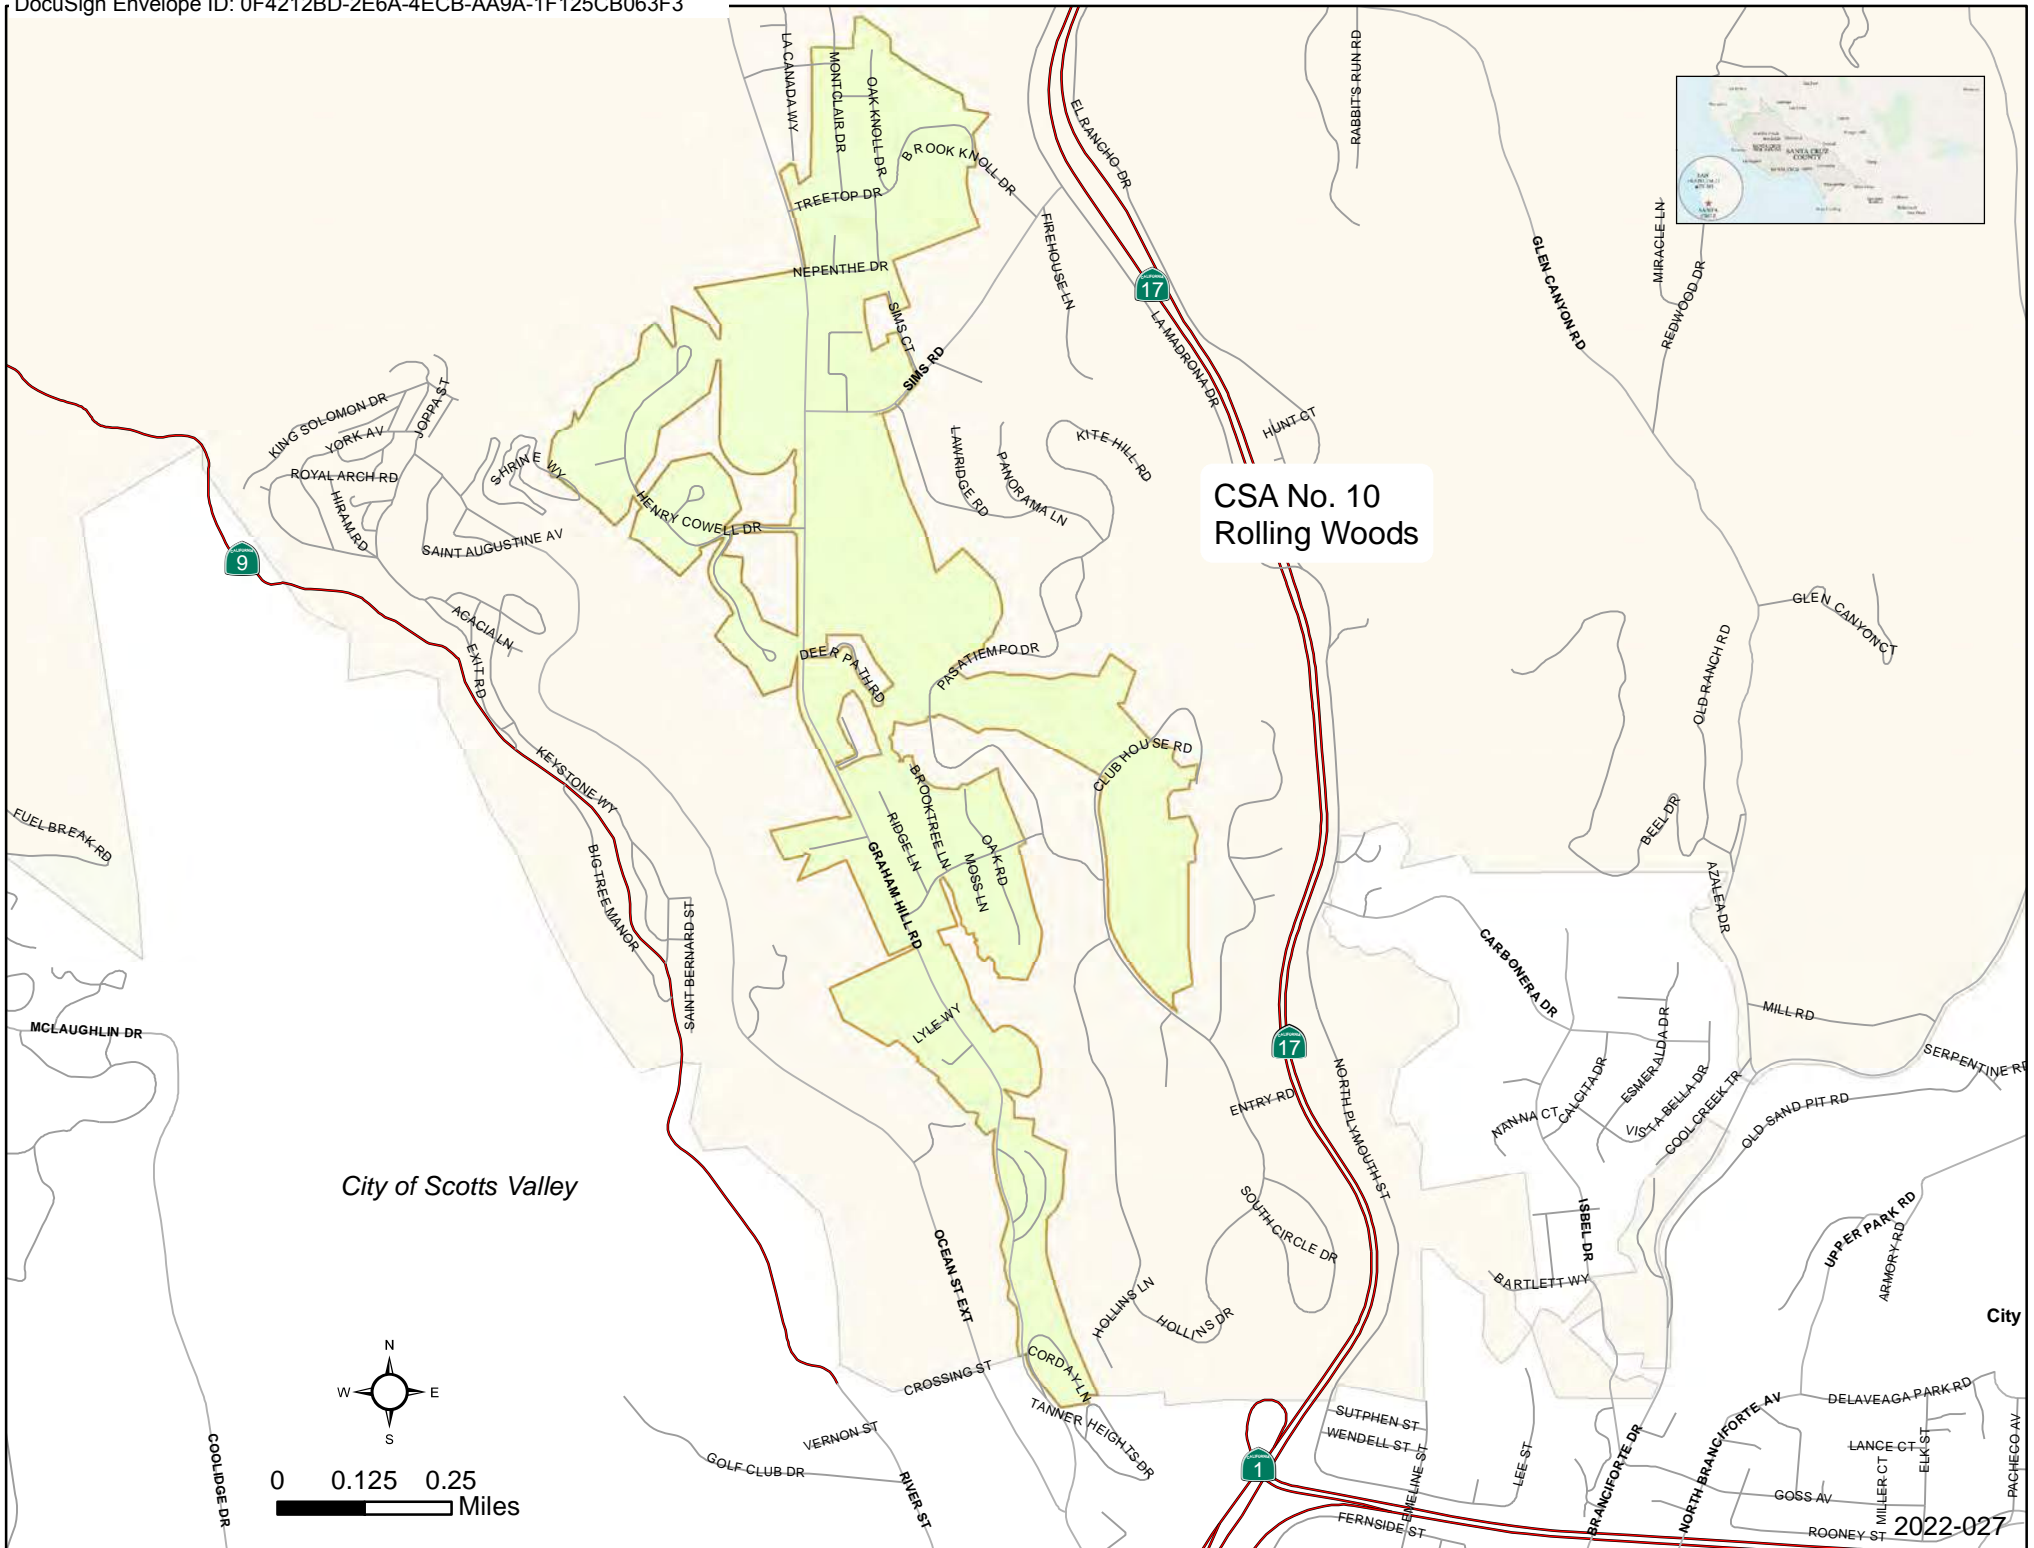 DocuSign Envelope ID: 0F4212BD-2E6A-4ECB-AA9A-1F125CB063F3
LA CANADA WY
MONTCLAIR DR
OAK KNOLL DR
BROOK KNOLL DR
TREETOP DR
NEPENTHE DR
SIMS CT
SIMS RD
FIREHOUSE LN
EL RANCHO DR
RABBITS RUN RD
CALIFORNIA
17
LA MADRONA DR
GLEN CANYON RD
MIRACLE LN
REDWOOD DR
SANTA CRUZ
COUNTY
HUNT CT
KING SOLOMON DR
YORK AV
JOPPA ST
ROYAL ARCH RD
HIRAM RD
SHRINE WY
SAINT AUGUSTINE AV
HENRY COWELL DR
LAWRIDGE RD
PANORAMA LN
KITE HILL RD
CSA No. 10
Rolling Woods
CALIFORNIA
9
ACACIA LN
EXIT RD
DEER PATH RD
PASATIEMPO DR
GLEN CANYON CT
OLD RANCH RD
KEYSTONE WY
CLUB HOUSE RD
FUEL BREAK RD
BIG TREE MANOR
SAINT BERNARD ST
GRAHAM HILL RD
RIDGE LN
BROOKTREE LN
OAK RD
MOSS LN
BEEL DR
AZALEA DR
CARBONERA DR
MCLAUGHLIN DR
LYLE WY
CALIFORNIA
17
MILL RD
SERPENTINE RD
NORTH PLYMOUTH ST
ENTRY RD
NANNA CT
CALCITA DR
ESMERALDA DR
VISTA BELLA DR
COOL CREEK TR
OLD SAND PIT RD
City of Scotts Valley
OCEAN ST EXT
SOUTH CIRCLE DR
ISBEL DR
UPPER PARK RD
ARMORY RD
BARTLETT WY
HOLLINS LN
HOLLINS DR
City
N
W
E
S
CROSSING ST
CORDAY LN
TANNER HEIGHTS DR
VERNON ST
GOLF CLUB DR
RIVER ST
COOLIDGE DR
0 0.125 0.25
Miles
CALIFORNIA
1
SUTPHEN ST
WENDELL ST
EMELINE ST
LEE ST
FERNSIDE ST
BRANCIFORTE DR
NORTH BRANCIFORTE AV
DELAVEAGA PARK RD
LANCE CT
ELK ST
MILLER CT
PACHECO AV
GOSS AV
ROONEY ST
2022-027